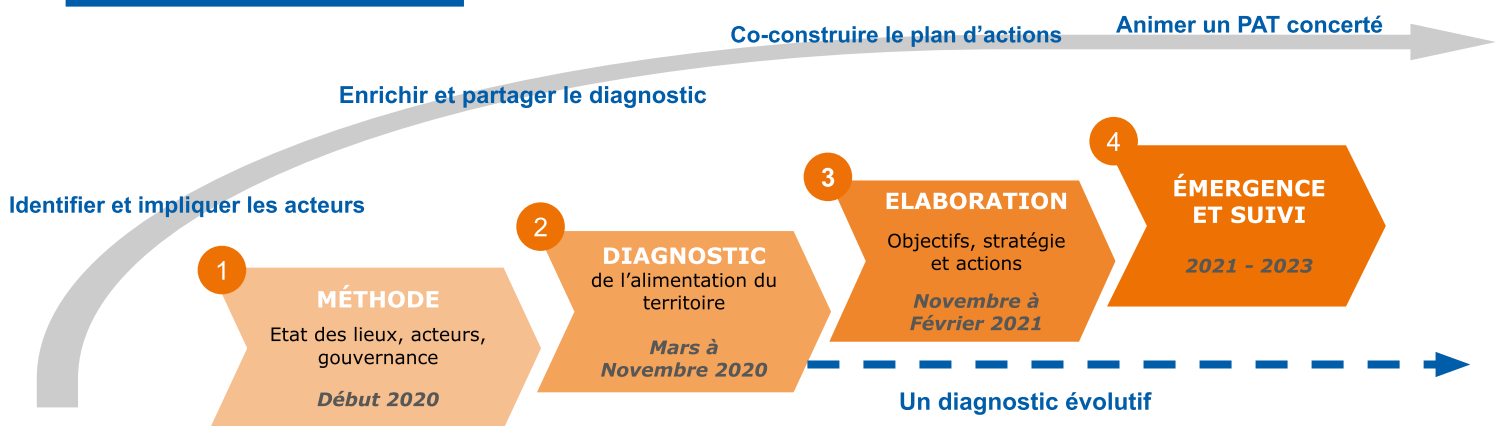 Animer un PAT concerté
Co-construire le plan d’actions
Enrichir et partager le diagnostic
Identifier et impliquer les acteurs
1
MÉTHODE
Etat des lieux, acteurs,
gouvernance
Début 2020
2
DIAGNOSTIC
de l’alimentation du
territoire
Mars à
Novembre 2020
3
ELABORATION
Objectifs, stratégie
et actions
Novembre à
Février 2021
4
ÉMERGENCE
ET SUIVI
2021 - 2023
Un diagnostic évolutif